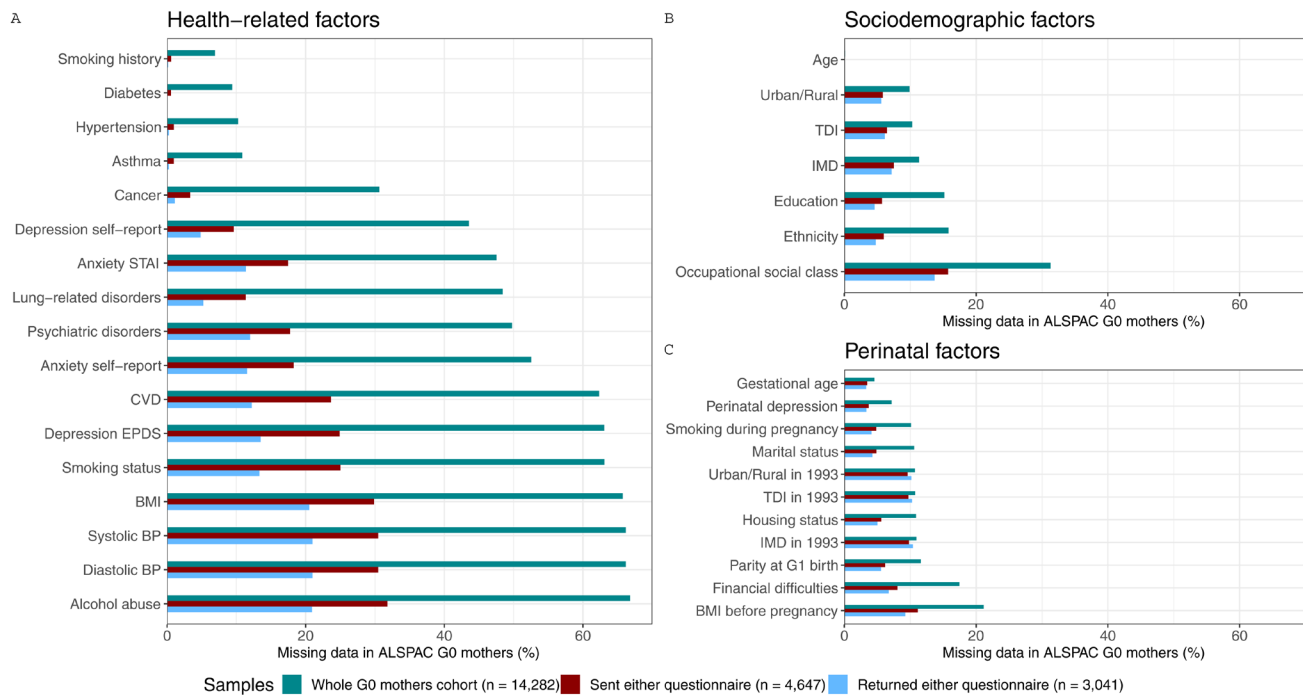 A
Health−related factors
Smoking history
Diabetes
Hypertension
Asthma
Cancer
Depression self−report
Anxiety STAI
Lung−related disorders
Psychiatric disorders
Anxiety self−report
CVD
Depression EPDS
Smoking status
BMI
Systolic BP
Diastolic BP
Alcohol abuse
0 20 40 60
Missing data in ALSPAC G0 mothers (%)
B
Sociodemographic factors
Age
Urban/Rural
TDI
IMD
Education
Ethnicity
Occupational social class
0 20 40 60
Missing data in ALSPAC G0 mothers (%)
C
Perinatal factors
Gestational age
Perinatal depression
Smoking during pregnancy
Marital status
Urban/Rural in 1993
TDI in 1993
Housing status
IMD in 1993
Parity at G1 birth
Financial difficulties
BMI before pregnancy
0 20 40 60
Missing data in ALSPAC G0 mothers (%)
Samples Whole G0 mothers cohort (n = 14,282) Sent either questionnaire (n = 4,647) Returned either questionnaire (n = 3,041)